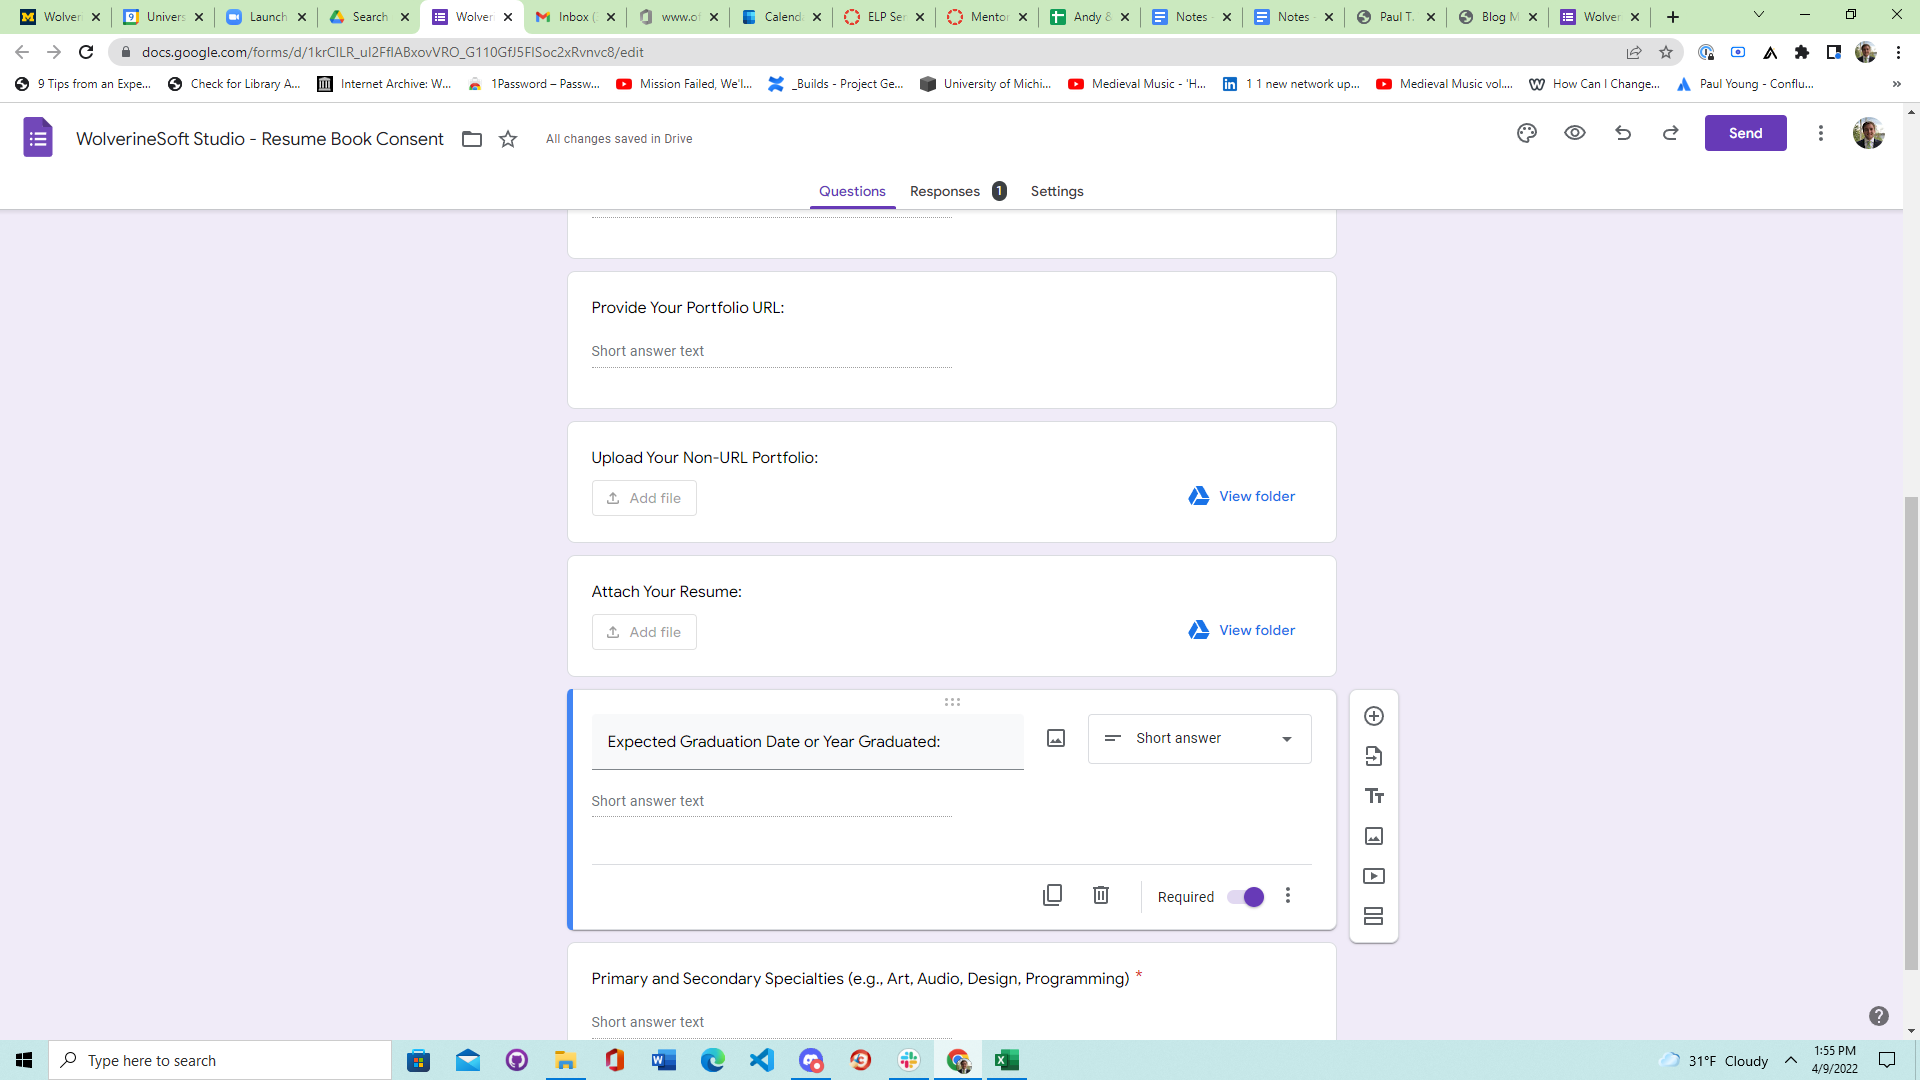 Wolver
Univers
Launch
Search
Wolver
Inbox (
www.of
Calenda
ELP Ser
Mentor
Andy &
Notes
Notes
Paul T.
Blog M
Wolver
docs.google.com/forms/d/1krCILR_ul2FflABxovVRO_G110GfJ5FlSoc2xRvnvc8/edit
9 Tips from an Expe...
Check for Library A...
Internet Archive: W...
1Password – Passw...
Mission Failed, We'l...
_Builds - Project Ge...
University of Michi...
Medieval Music - 'H...
1 1 new network up...
Medieval Music vol....
How Can I Change...
Paul Young - Conflu...
»
WolverineSoft Studio - Resume Book Consent
All changes saved in Drive
Send
Questions
Responses 1
Settings
Provide Your Portfolio URL:
Short answer text
Upload Your Non-URL Portfolio:
Add file
View folder
Attach Your Resume:
Add file
View folder
Expected Graduation Date or Year Graduated:
Short answer
Short answer text
Required
Primary and Secondary Specialties (e.g., Art, Audio, Design, Programming) *
Short answer text
Type here to search
31°F Cloudy
1:55 PM
4/9/2022